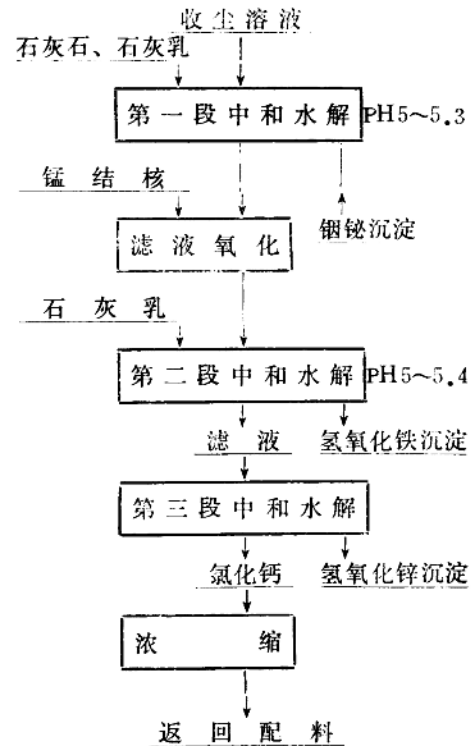 收尘溶液
石灰石、石灰乳
第一段中和水解 PH5～5.3
锰结核
铟铋沉淀
滤液氧化
石灰乳
第二段中和水解 PH5～5.4
滤液 氢氧化铁沉淀
第三段中和水解
氯化钙 氢氧化锌沉淀
浓缩
返回配料